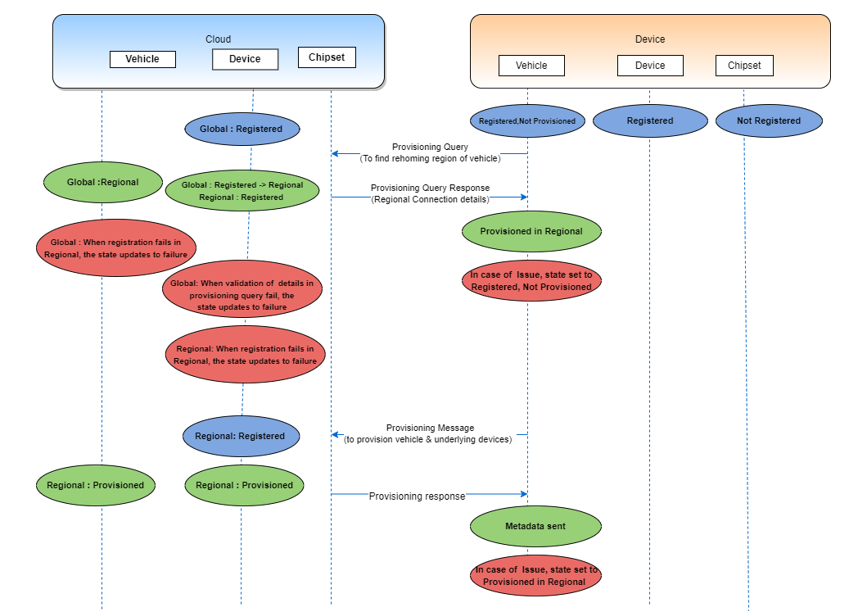 Cloud
Vehicle
Device
Chipset
Device
Vehicle
Device
Chipset
Global : Registered
Registered,Not Provisioned
Registered
Not Registered
Provisioning Query
(To find rehoming region of vehicle)
Global :Regional
Global : Registered -> Regional
Regional : Registered
Provisioning Query Response
(Regional Connection details)
Provisioned in Regional
Global : When registration fails in
Regional, the state updates to failure
Global: When validation of details in
provisioning query fail, the
state updates to failure
In case of Issue, state set to
Registered, Not Provisioned
Regional: When registration fails in
Regional, the state updates to failure
Regional: Registered
Provisioning Message
(to provision vehicle & underlying devices)
Regional : Provisioned
Regional : Provisioned
Provisioning response
Metadata sent
In case of Issue, state set to
Provisioned in Regional